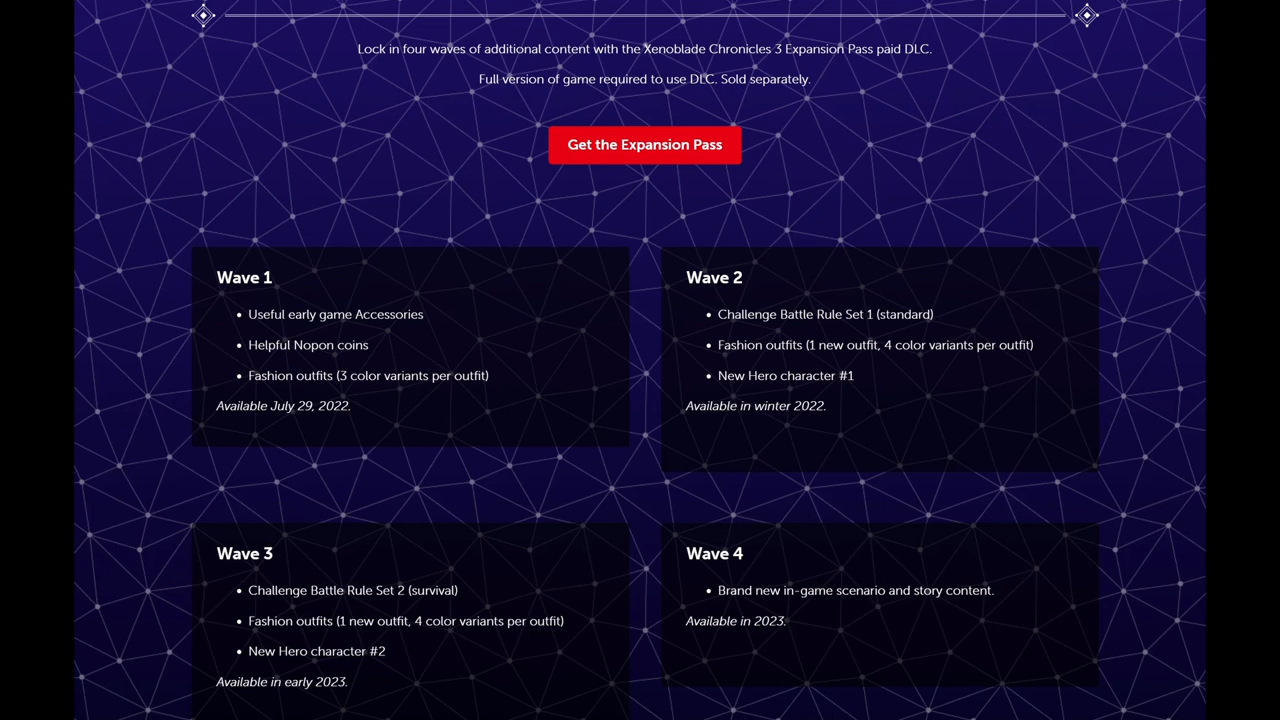 Lock in four waves of additional content with the Xenoblade Chronicles 3 Expansion Pass paid DLC.
Full version of game required to use DLC. Sold separately.
Get the Expansion Pass
Wave 1
• Useful early game Accessories
• Helpful Nopon coins
• Fashion outfits (3 color variants per outfit)
Available July 29, 2022.
Wave 2
• Challenge Battle Rule Set 1 (standard)
• Fashion outfits (1 new outfit, 4 color variants per outfit)
• New Hero character #1
Available in winter 2022.
Wave 3
• Challenge Battle Rule Set 2 (survival)
• Fashion outfits (1 new outfit, 4 color variants per outfit)
• New Hero character #2
Available in early 2023.
Wave 4
• Brand new in-game scenario and story content.
Available in 2023.